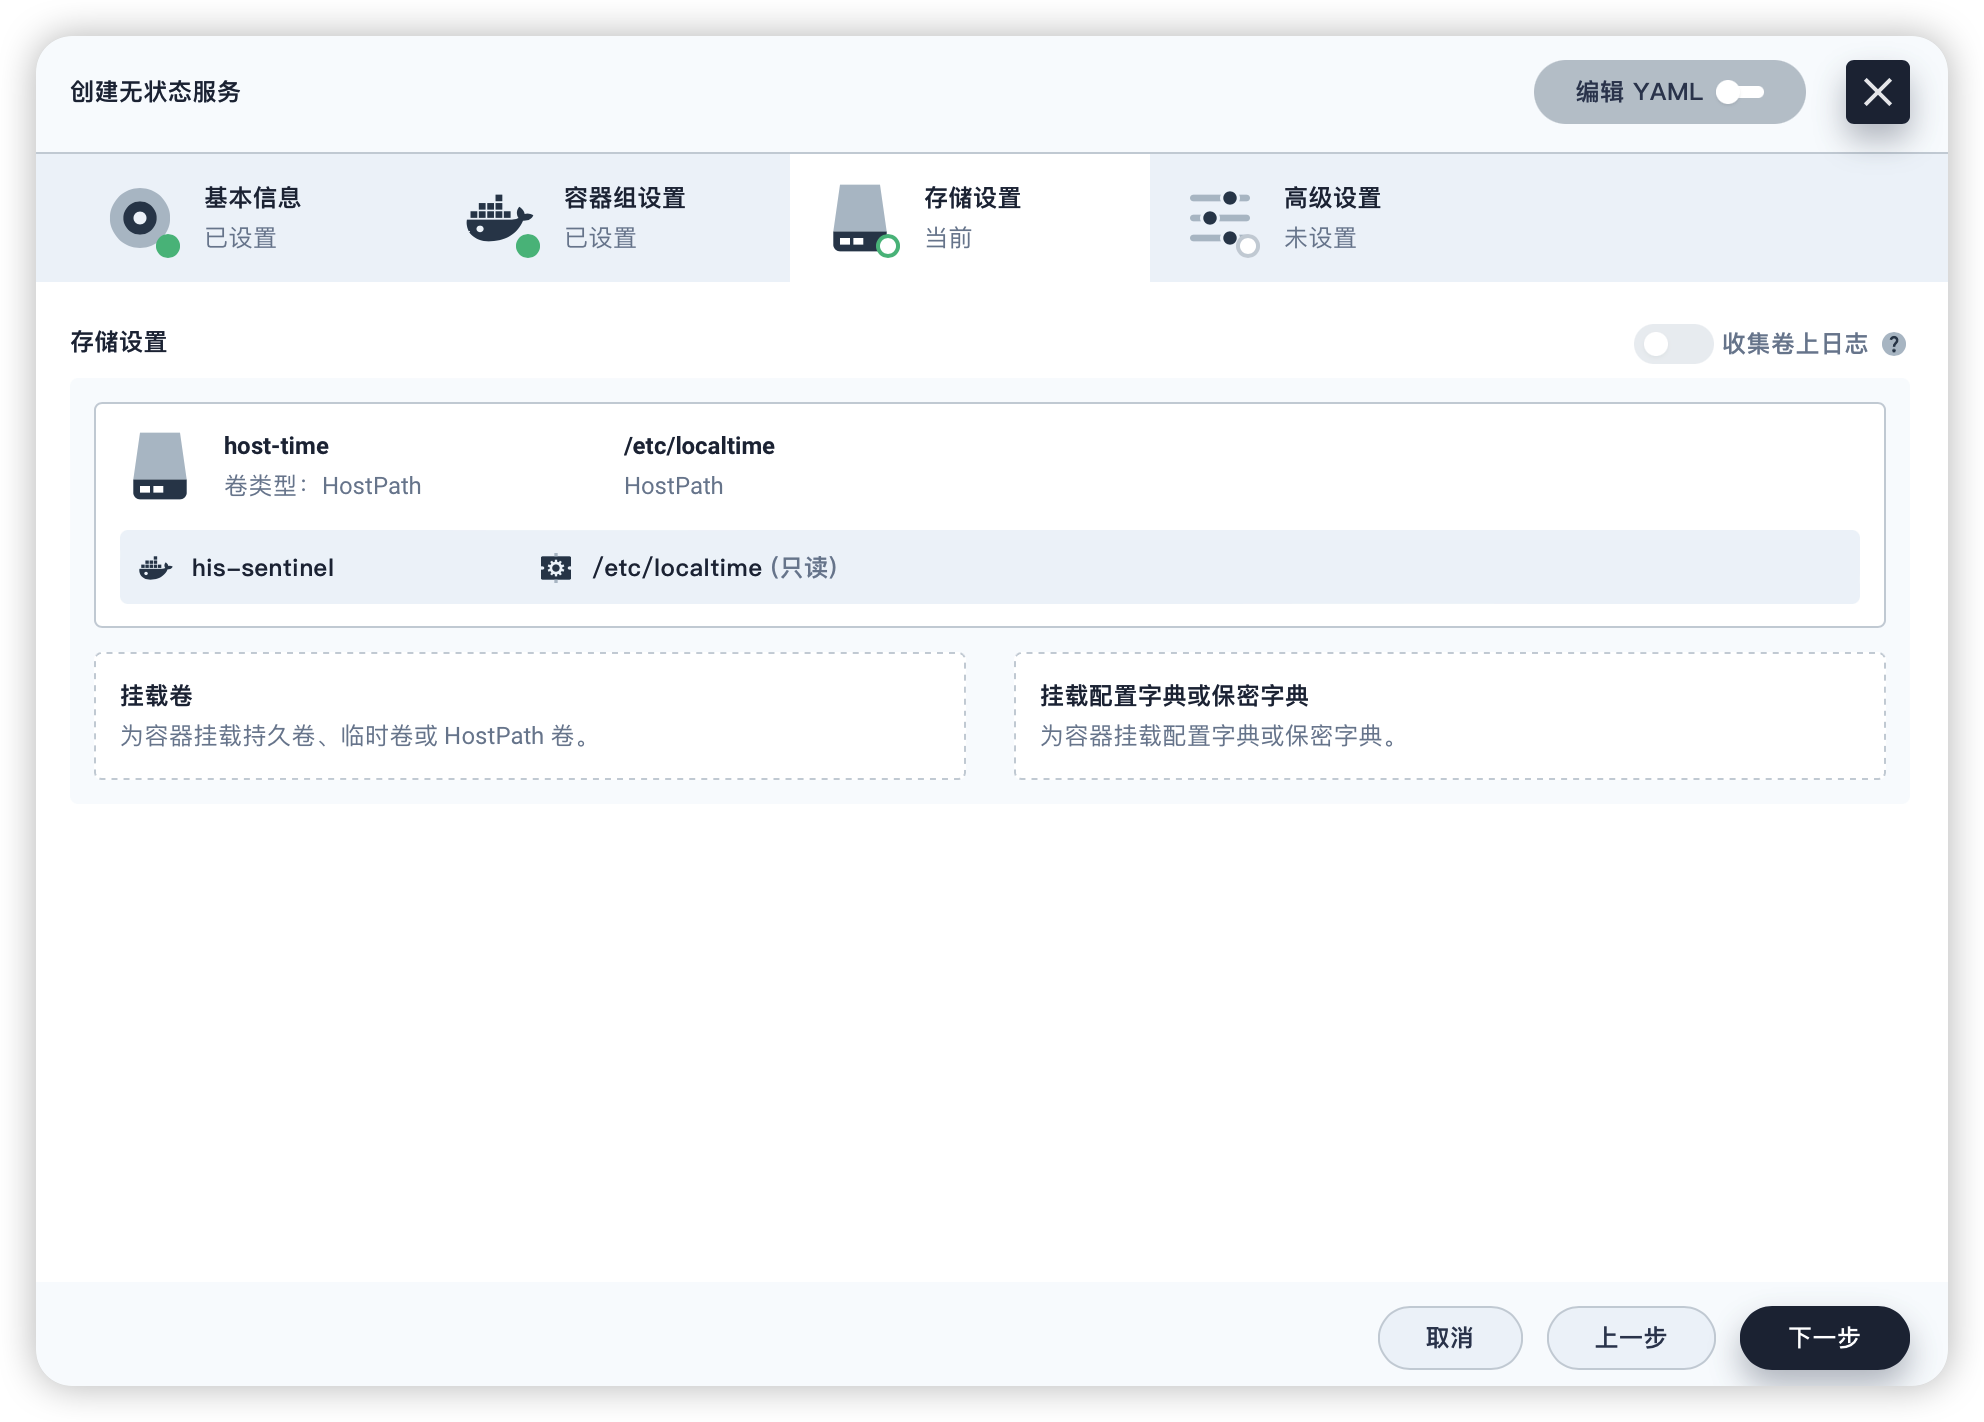 创建无状态服务
编辑 YAML
基本信息
已设置
容器组设置
已设置
存储设置
当前
高级设置
未设置
存储设置
收集卷上日志 ?
host-time
卷类型：HostPath
/etc/localtime
HostPath
his-sentinel
/etc/localtime (只读)
挂载卷
为容器挂载持久卷、临时卷或 HostPath 卷。
挂载配置字典或保密字典
为容器挂载配置字典或保密字典。
取消
上一步
下一步